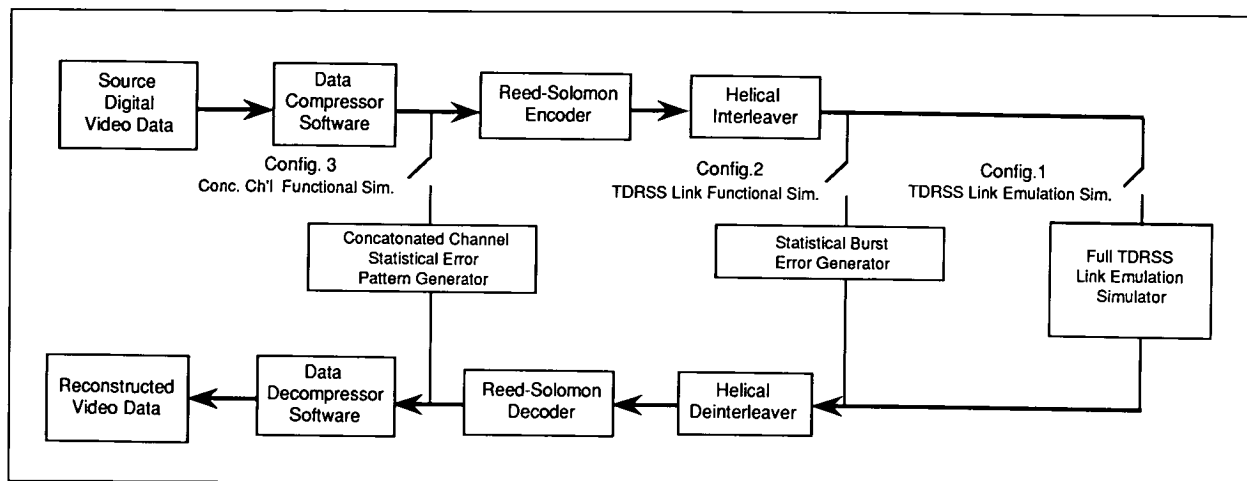 Source
Digital
Video Data
Data
Compressor
Software
Reed-Solomon
Encoder
Helical
Interleaver
Config. 3
Conc. Ch'l Functional Sim.
Config.2
TDRSS Link Functional Sim.
Config.1
TDRSS Link Emulation Sim.
Concatonated Channel
Statistical Error
Pattern Generator
Statistical Burst
Error Generator
Full TDRSS
Link Emulation
Simulator
Reconstructed
Video Data
Data
Decompressor
Software
Reed-Solomon
Decoder
Helical
Deinterleaver